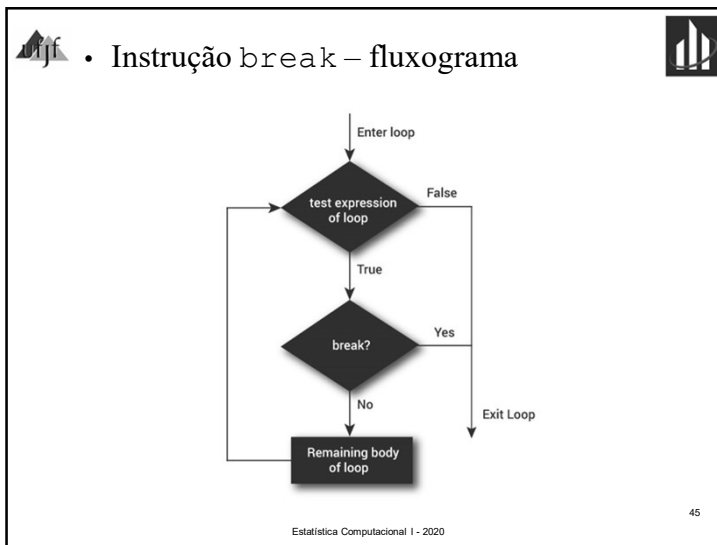 ufjf
• Instrução break – fluxograma
Enter loop
test expression
of loop
False
True
break?
Yes
No
Exit Loop
Remaining body
of loop
45
Estatística Computacional I - 2020